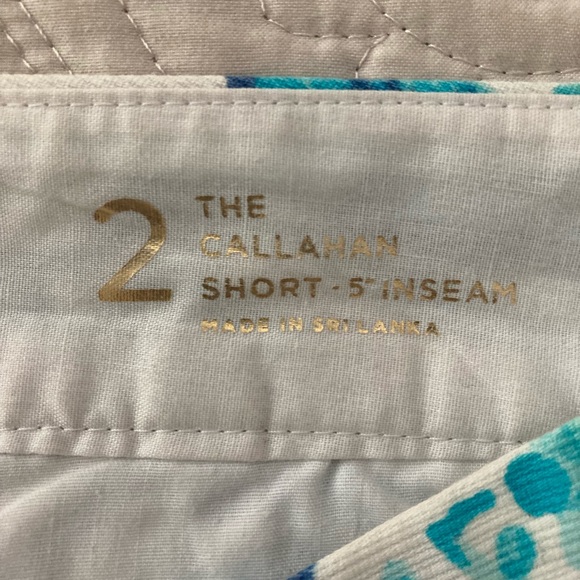 2
THE
CALLAHAN
SHORT - 5" INSEAM
MADE IN SRI LANKA